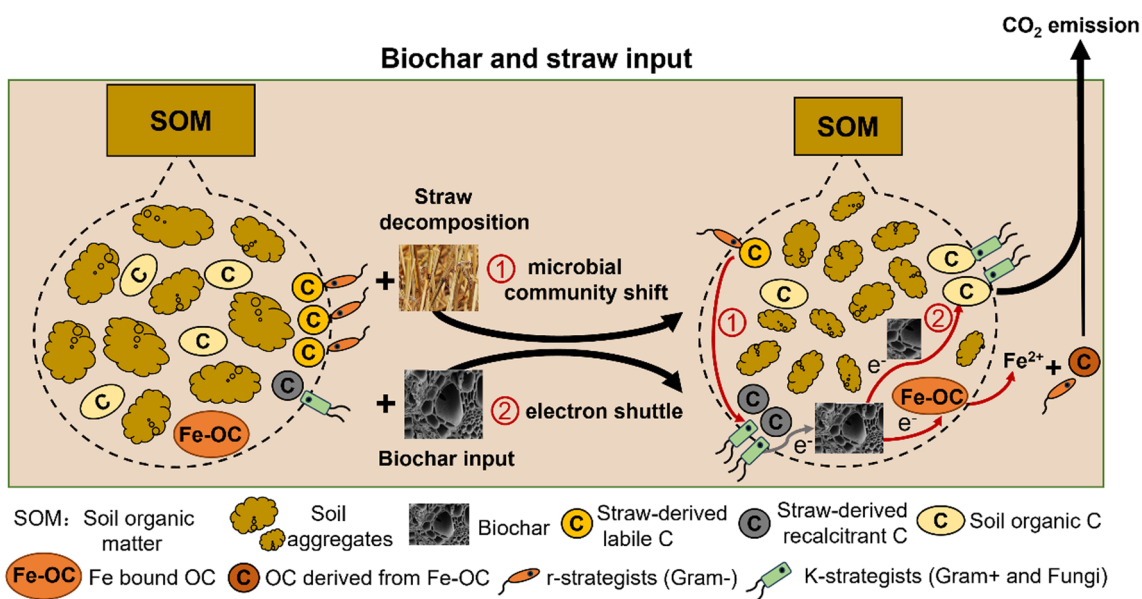 CO₂ emission
Biochar and straw input
SOM
SOM
Straw
decomposition
+
① microbial
community shift
+
② electron shuttle
Biochar input
C
C
C
C
C
C
C
C
Fe-OC
C
C
C
C
①
②
C
C
e⁻
e⁻
e⁻
Fe-OC
Fe²⁺ + C
SOM: Soil organic
matter
Soil
aggregates
Biochar
C Straw-derived
labile C
C Straw-derived
recalcitrant C
C Soil organic C
Fe-OC Fe bound OC
C OC derived from Fe-OC
r-strategists (Gram-)
K-strategists (Gram+ and Fungi)